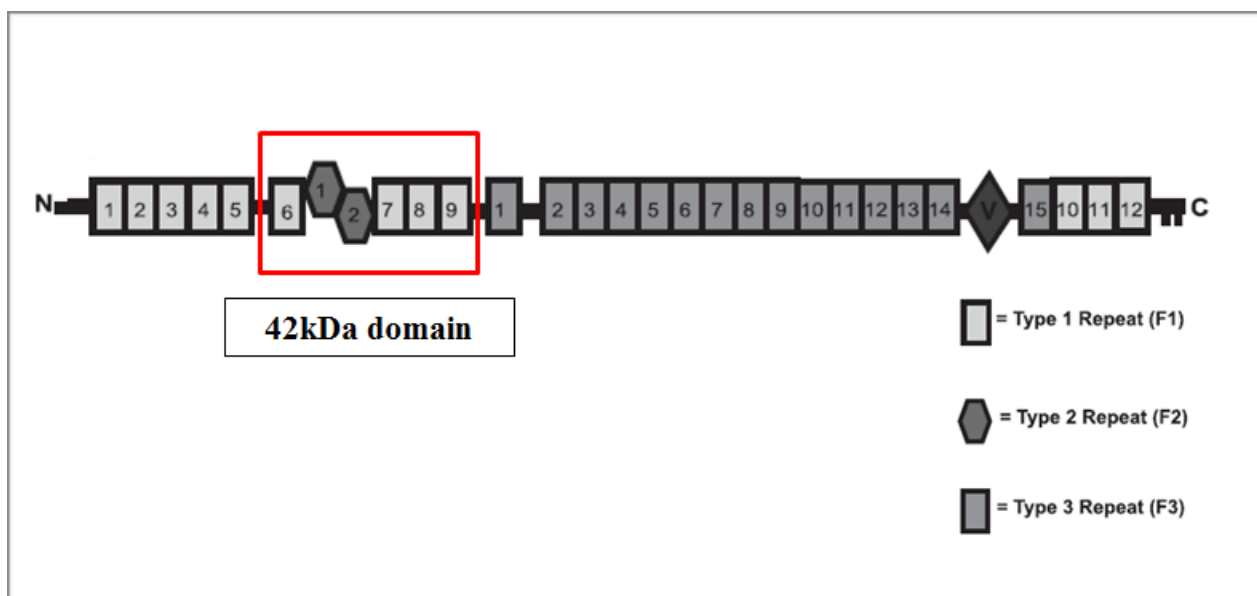 N 1 2 3 4 5 6 1 2 7 8 9 1 2 3 4 5 6 7 8 9 10 11 12 13 14 V 15 10 11 12 C
42kDa domain
= Type 1 Repeat (F1)
= Type 2 Repeat (F2)
= Type 3 Repeat (F3)